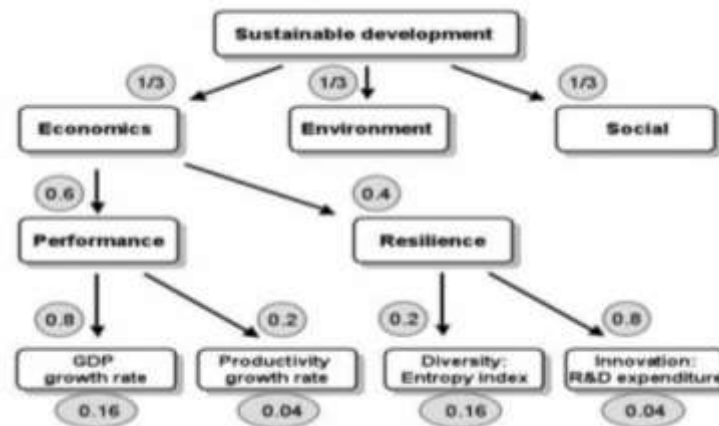 Sustainable development
1/3 1/3 1/3
Economics Environment Social
0.6 0.4
Performance Resilience
0.8 0.2 0.2 0.8
GDP growth rate
Productivity growth rate
Diversity: Entropy index
Innovation: R&D expenditure
0.16 0.04 0.16 0.04